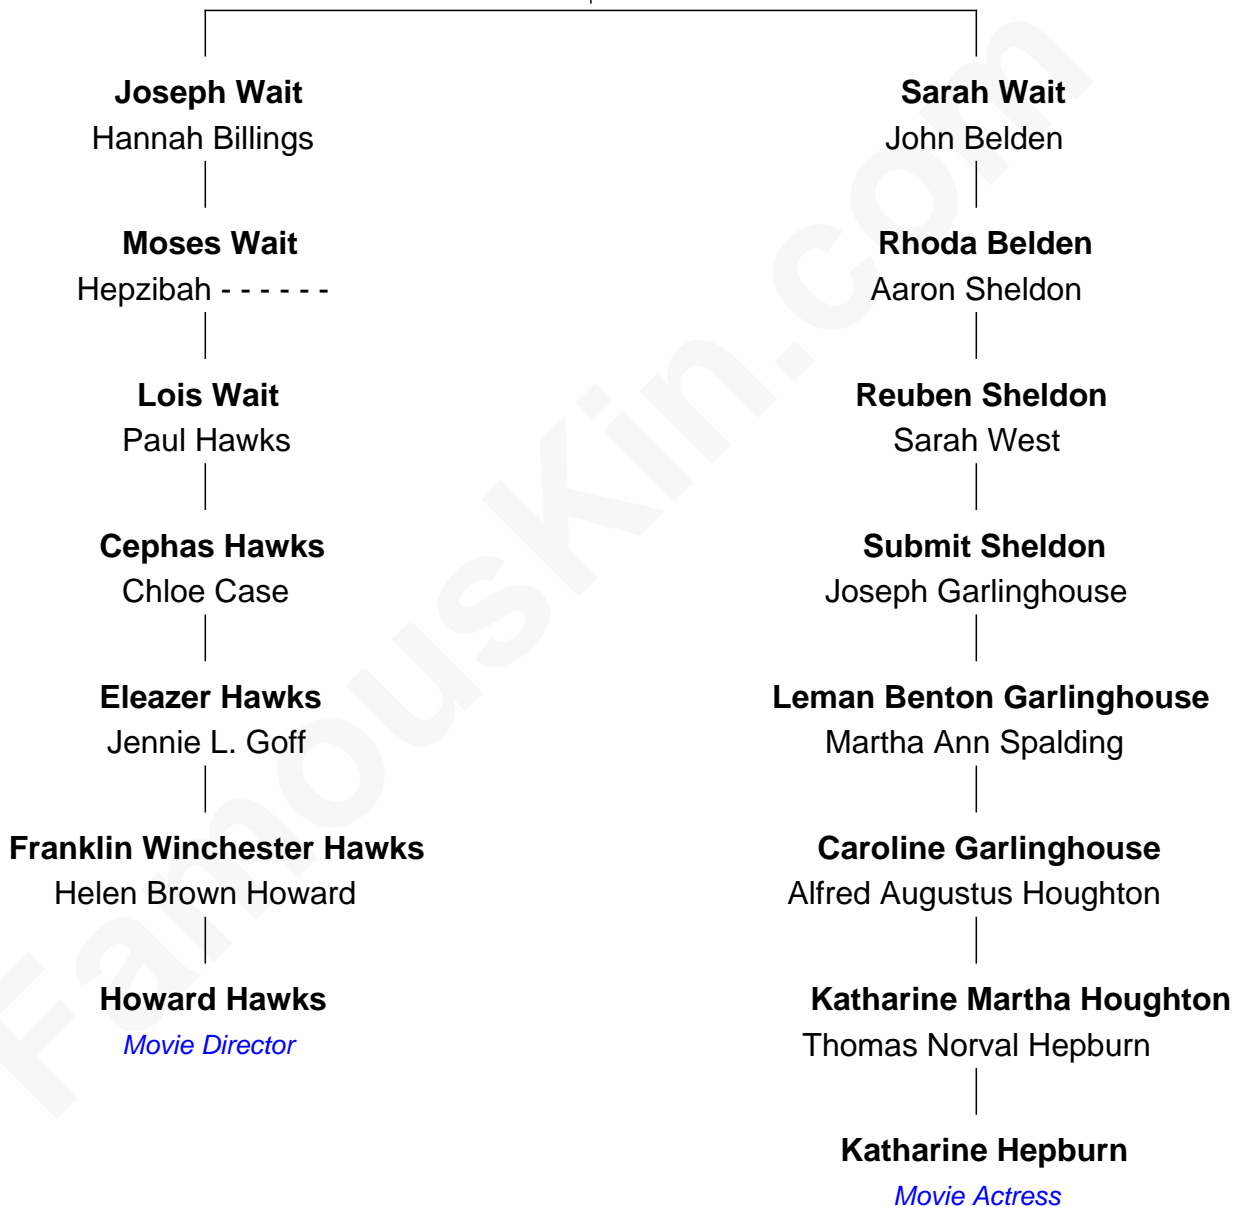 Joseph Wait
Hannah Billings
Moses Wait
Hepzibah - - - - - -
Lois Wait
Paul Hawks
Cephas Hawks
Chloe Case
Eleazer Hawks
Jennie L. Goff
Franklin Winchester Hawks
Helen Brown Howard
Howard Hawks
Movie Director
Sarah Wait
John Belden
Rhoda Belden
Aaron Sheldon
Reuben Sheldon
Sarah West
Submit Sheldon
Joseph Garlinghouse
Leman Benton Garlinghouse
Martha Ann Spalding
Caroline Garlinghouse
Alfred Augustus Houghton
Katharine Martha Houghton
Thomas Norval Hepburn
Katharine Hepburn
Movie Actress
FamousKin.com